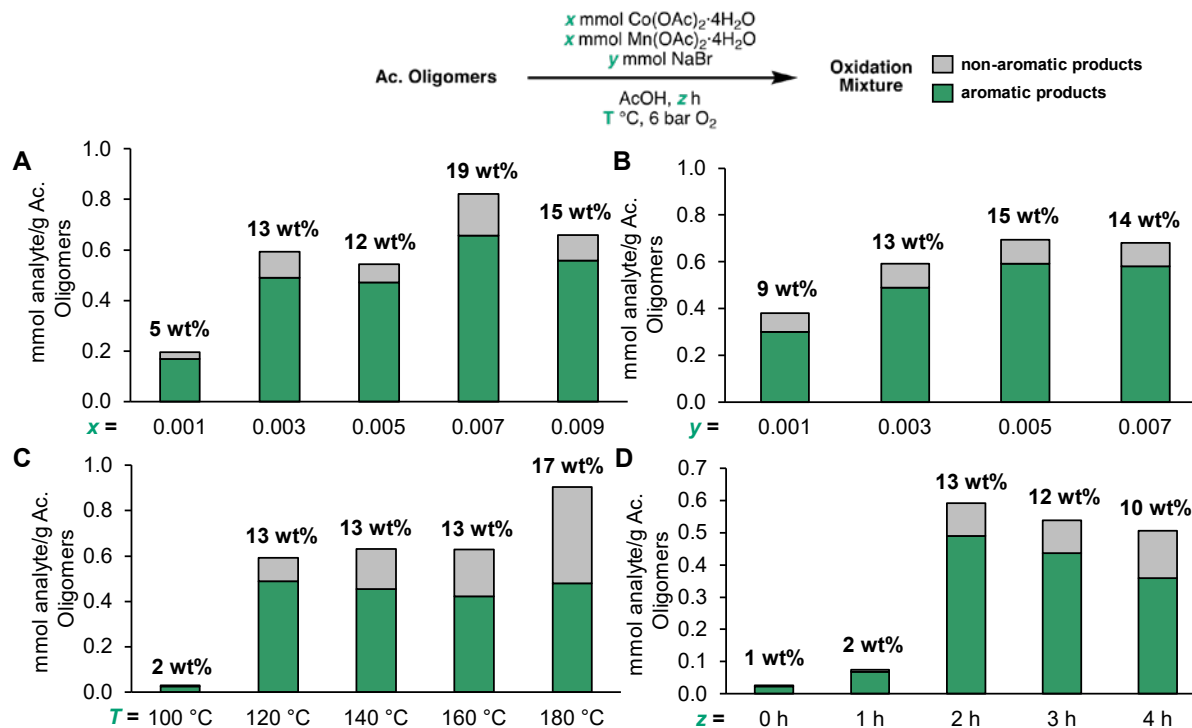 x mmol Co(OAc)₂·4H₂O
x mmol Mn(OAc)₂·4H₂O
y mmol NaBr
Ac. Oligomers
Oxidation
Mixture
AcOH, z h
T °C, 6 bar O₂
non-aromatic products
aromatic products
A
mmol analyte/g Ac.
Oligomers
1.0
0.8
0.6
0.4
0.2
0.0
5 wt%
13 wt%
12 wt%
19 wt%
15 wt%
x = 0.001 0.003 0.005 0.007 0.009
B
mmol analyte/g Ac.
Oligomers
1.0
0.8
0.6
0.4
0.2
0.0
9 wt%
13 wt%
15 wt%
14 wt%
y = 0.001 0.003 0.005 0.007
C
mmol analyte/g Ac.
Oligomers
1.0
0.8
0.6
0.4
0.2
0.0
2 wt%
13 wt%
13 wt%
13 wt%
17 wt%
T = 100 °C 120 °C 140 °C 160 °C 180 °C
D
mmol analyte/g Ac.
Oligomers
0.7
0.6
0.5
0.4
0.3
0.2
0.1
0.0
1 wt%
2 wt%
13 wt%
12 wt%
10 wt%
z = 0 h 1 h 2 h 3 h 4 h